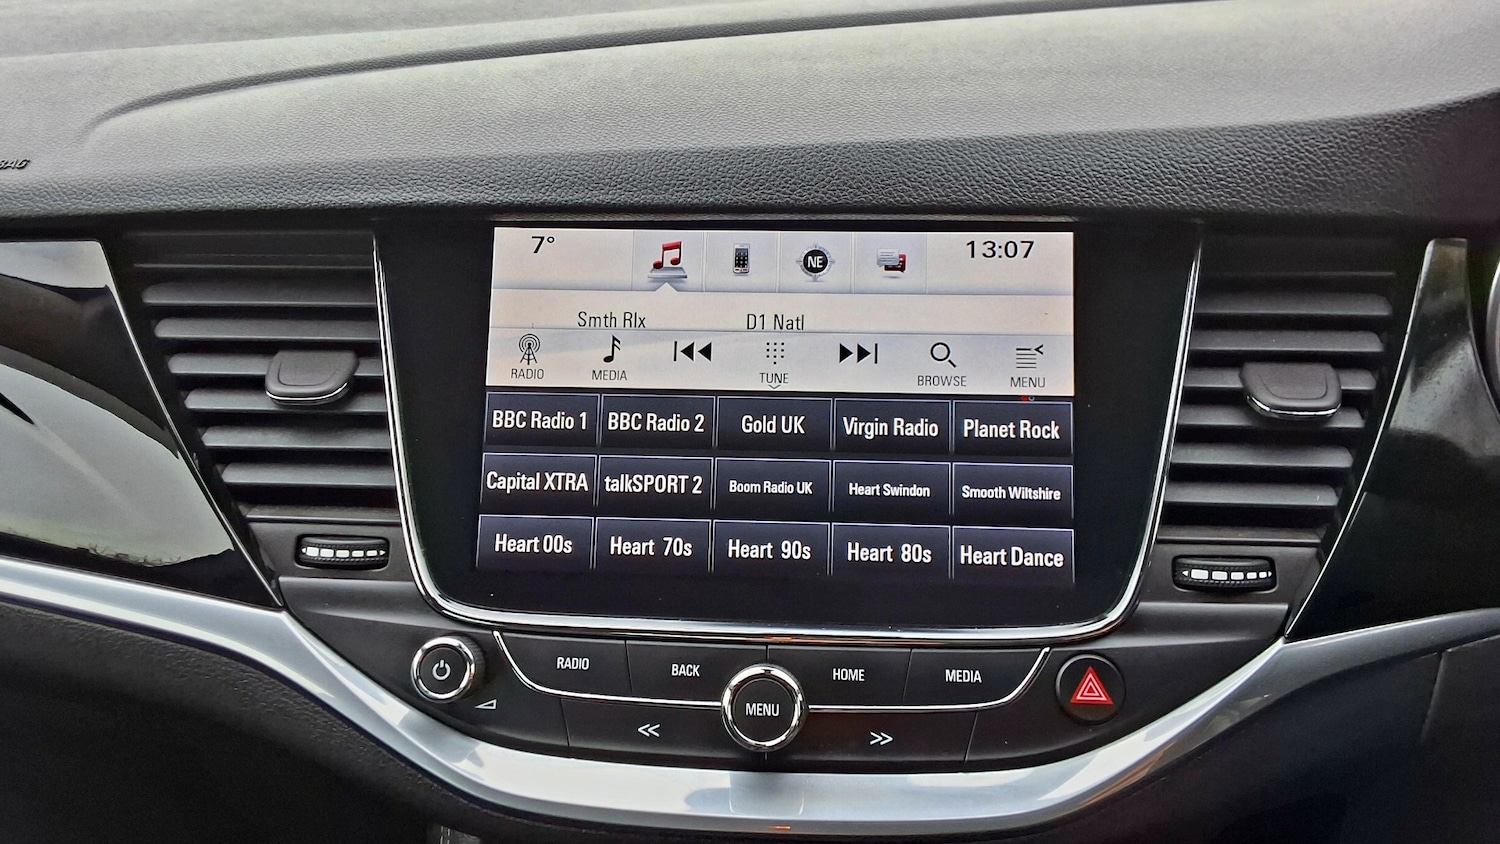 7°
NE
13:07
Smth Rlx D1 Natl
RADIO MEDIA TUNE BROWSE MENU
BBC Radio 1 BBC Radio 2 Gold UK Virgin Radio Planet Rock
Capital XTRA talkSPORT 2 Boom Radio UK Heart Swindon Smooth Wiltshire
Heart 00s Heart 70s Heart 90s Heart 80s Heart Dance
RADIO BACK HOME MEDIA
MENU